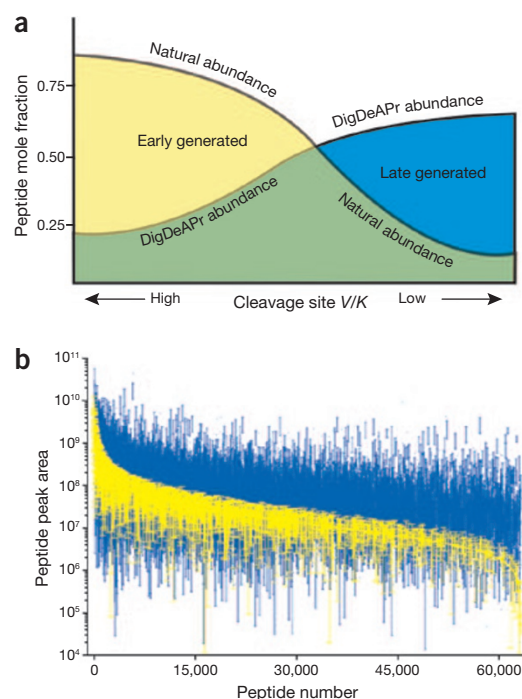 a
Peptide mole fraction
0.75
0.50
0.25
Natural abundance
DigDeAPr abundance
Early generated
Late generated
DigDeAPr abundance
Natural abundance
High
Cleavage site V/K
Low
b
Peptide peak area
10¹¹
10¹⁰
10⁹
10⁸
10⁷
10⁶
10⁵
10⁴
0 15,000 30,000 45,000 60,000
Peptide number